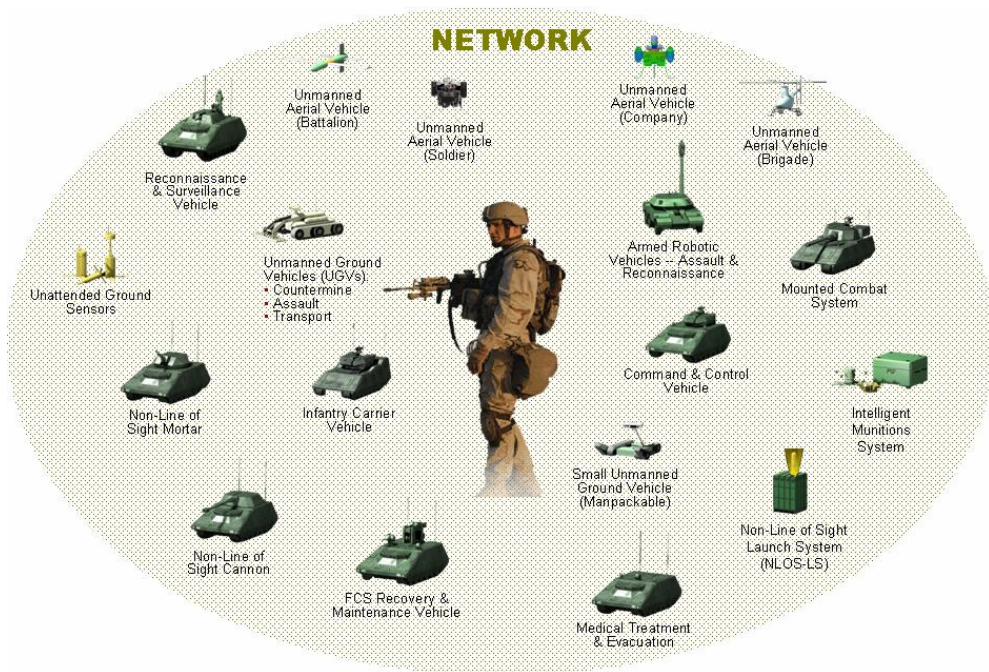 NETWORK
Unmanned
Aerial Vehicle
(Battalion)
Unmanned
Aerial Vehicle
(Soldier)
Unmanned
Aerial Vehicle
(Company)
Unmanned
Aerial Vehicle
(Brigade)
Reconnaissance
& Surveillance
Vehicle
Unattended Ground
Sensors
Unmanned Ground
Vehicles (UGVs):
▪ Countermine
▪ Assault
▪ Transport
Armed Robotic
Vehicles -- Assault &
Reconnaissance
Mounted Combat
System
Non-Line of
Sight Mortar
Infantry Carrier
Vehicle
Command & Control
Vehicle
Intelligent
Munitions
System
Small Unmanned
Ground Vehicle
(Manpackable)
Non-Line of Sight
Launch System
(NLOS-LS)
Non-Line of
Sight Cannon
FCS Recovery &
Maintenance Vehicle
Medical Treatment
& Evacuation